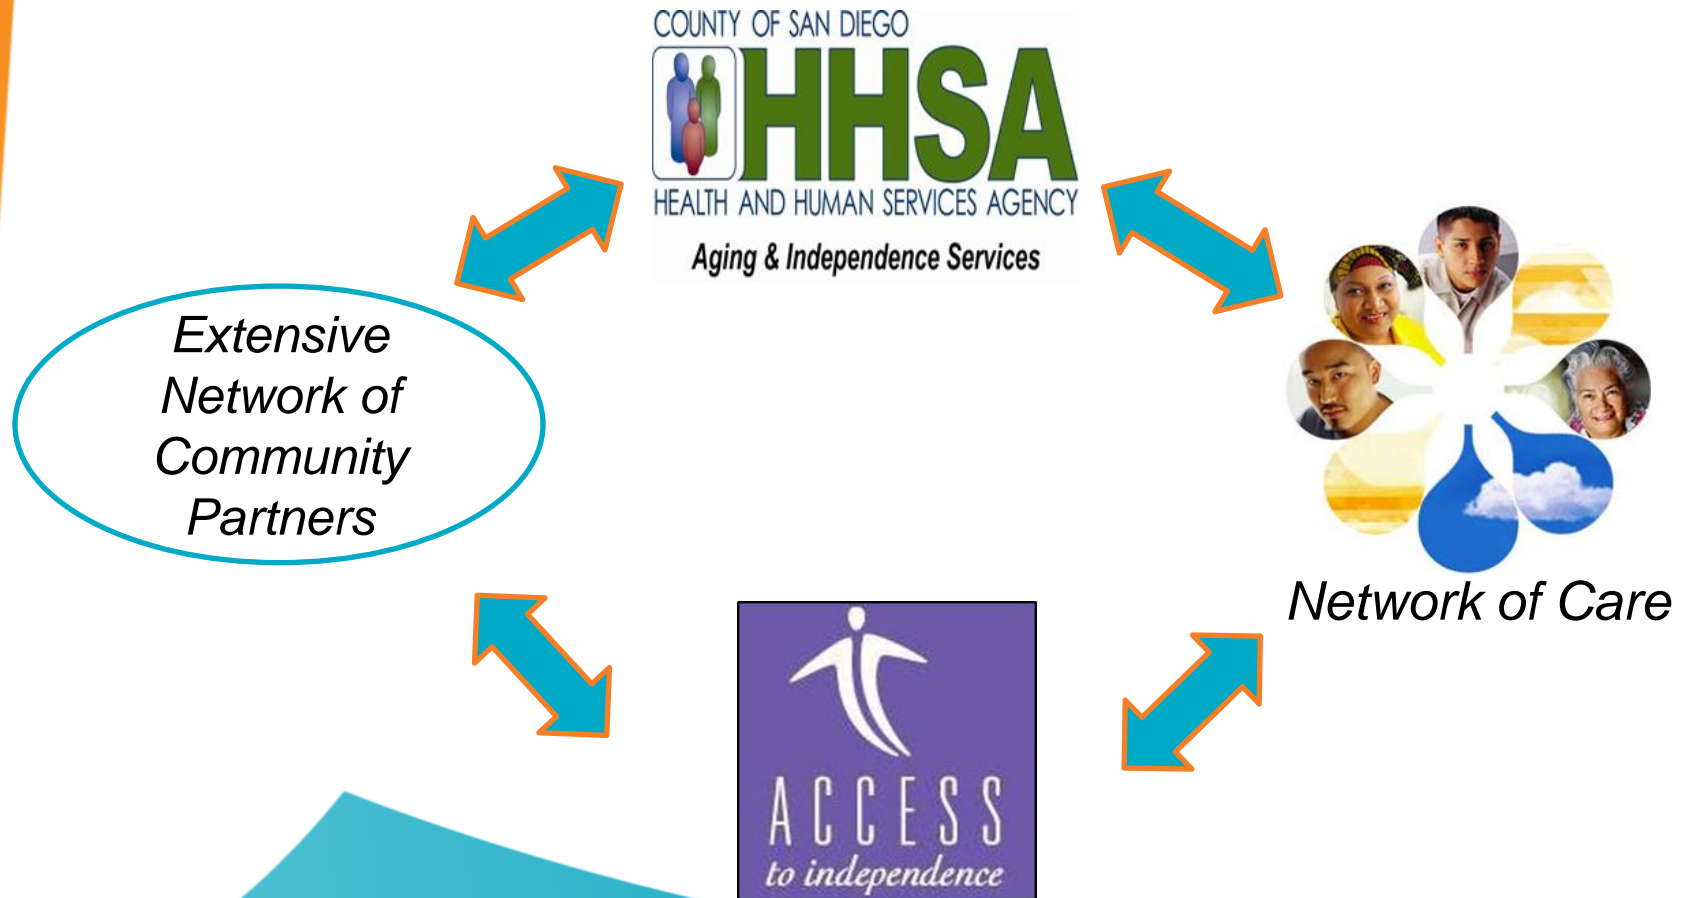 COUNTY OF SAN DIEGO
HHSA
HEALTH AND HUMAN SERVICES AGENCY
Aging & Independence Services
Extensive
Network of
Community
Partners
Network of Care
ACCESS
to independence